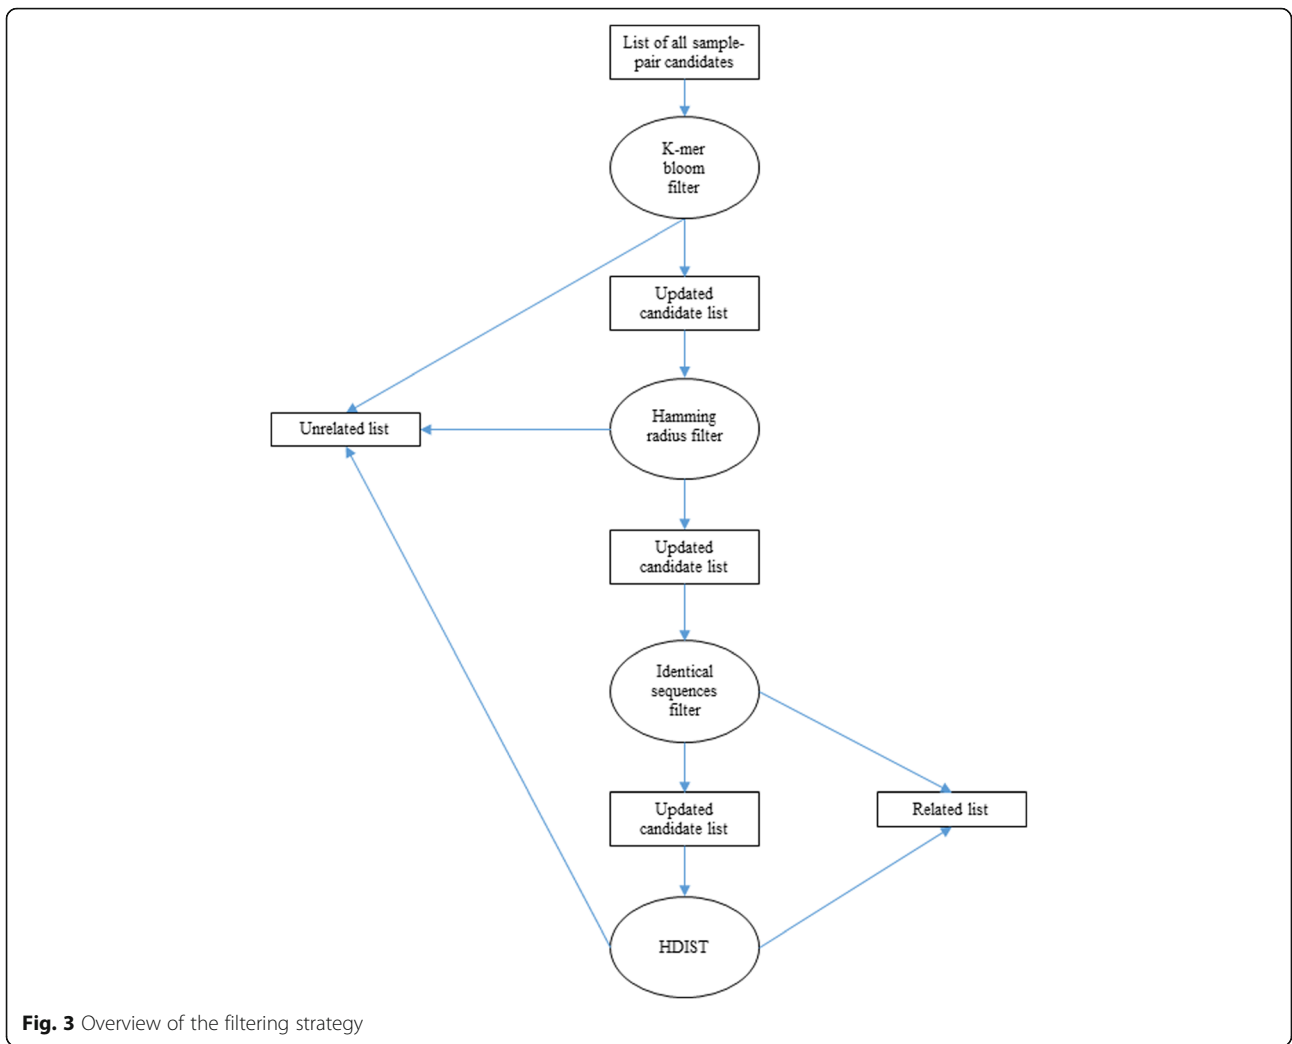 List of all sample-
pair candidates
K-mer
bloom
filter
Updated
candidate list
Unrelated list
Hamming
radius filter
Updated
candidate list
Identical
sequences
filter
Updated
candidate list
Related list
HDIST
Fig. 3 Overview of the filtering strategy